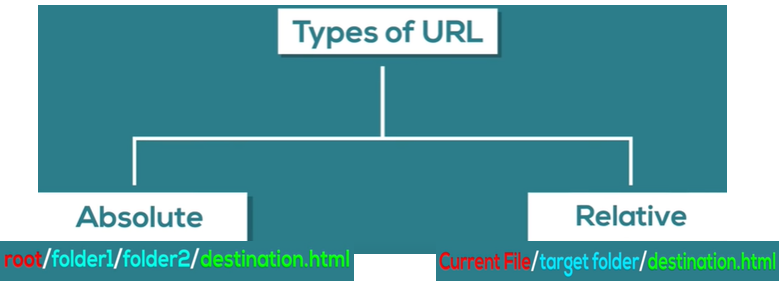 Types of URL
Absolute
Relative
root/folder1/folder2/destination.html
Current File/target folder/destination.html